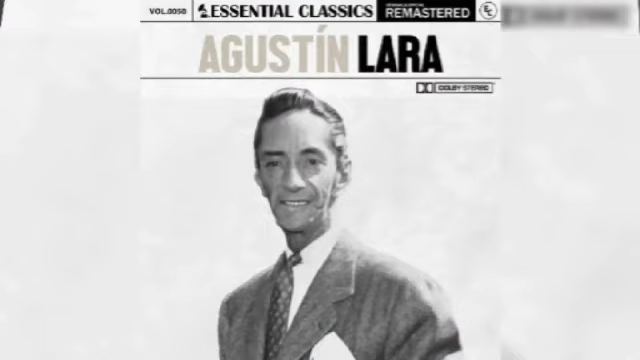 VOL.0050 ESSENTIAL CLASSICS REMASTERED
AGUSTÍN LARA
DOLBY STEREO